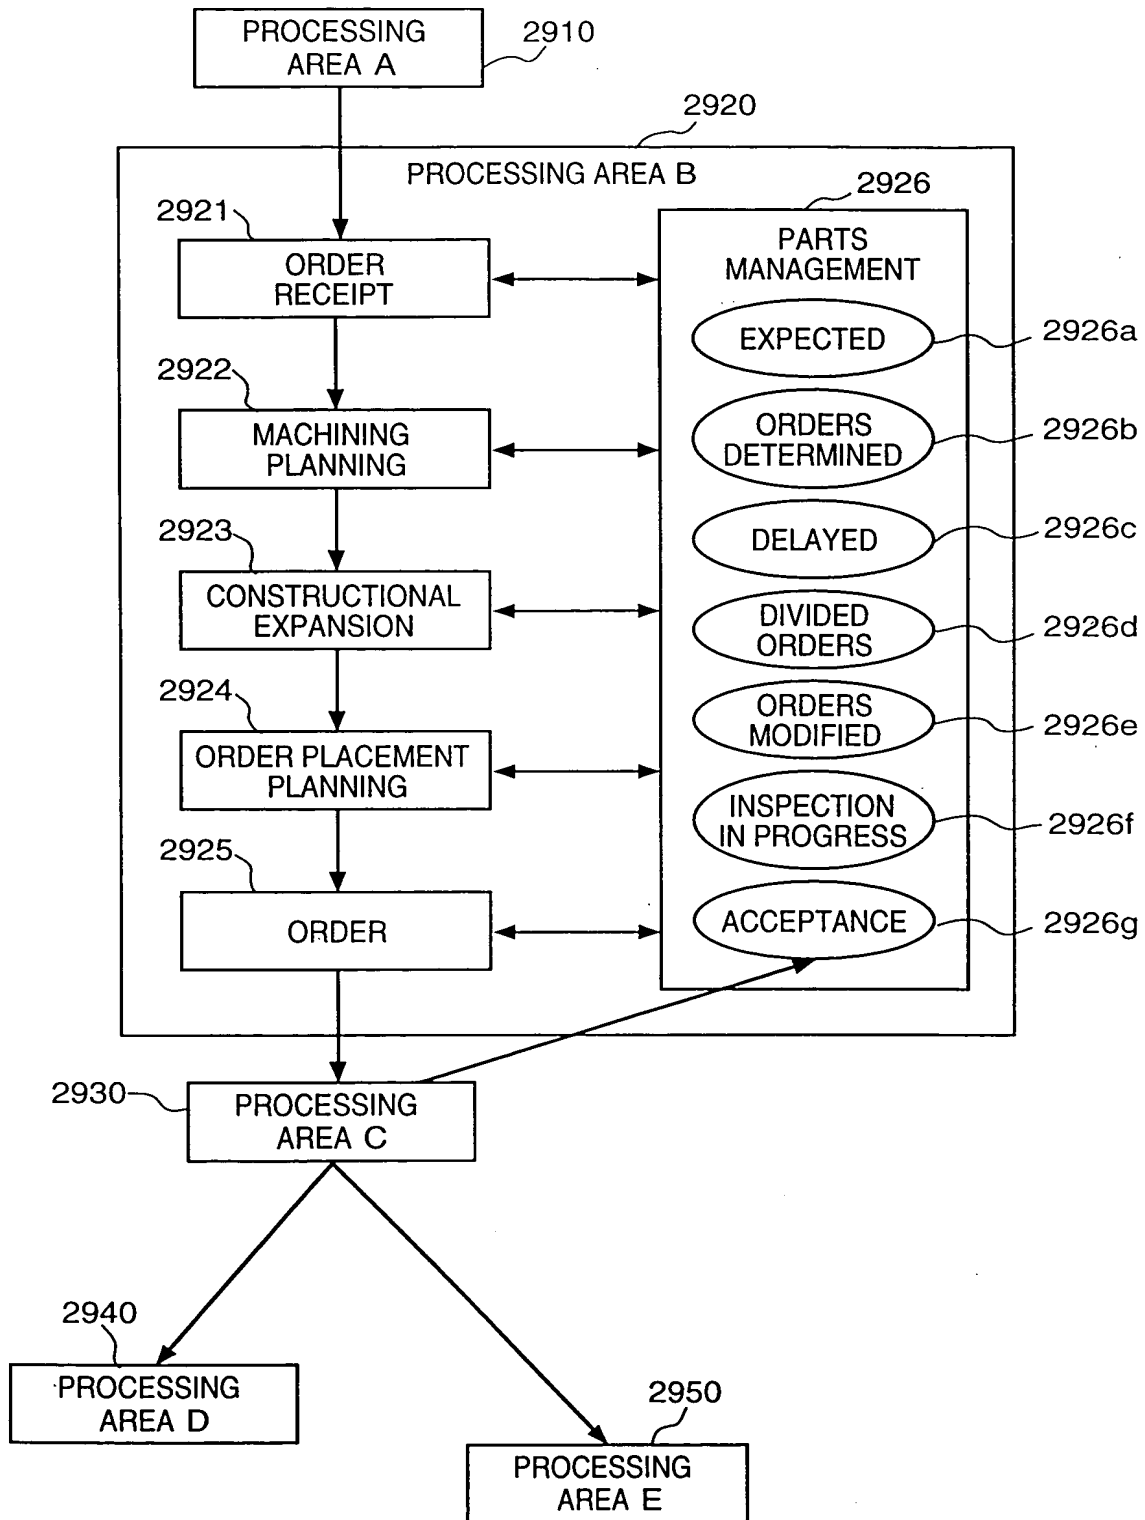 PROCESSING
AREA A
2910
2920
PROCESSING AREA B
2921
ORDER
RECEIPT
2922
MACHINING
PLANNING
2923
CONSTRUCTIONAL
EXPANSION
2924
ORDER PLACEMENT
PLANNING
2925
ORDER
2926
PARTS
MANAGEMENT
EXPECTED
2926a
ORDERS
DETERMINED
2926b
DELAYED
2926c
DIVIDED
ORDERS
2926d
ORDERS
MODIFIED
2926e
INSPECTION
IN PROGRESS
2926f
ACCEPTANCE
2926g
2930
PROCESSING
AREA C
2940
PROCESSING
AREA D
2950
PROCESSING
AREA E